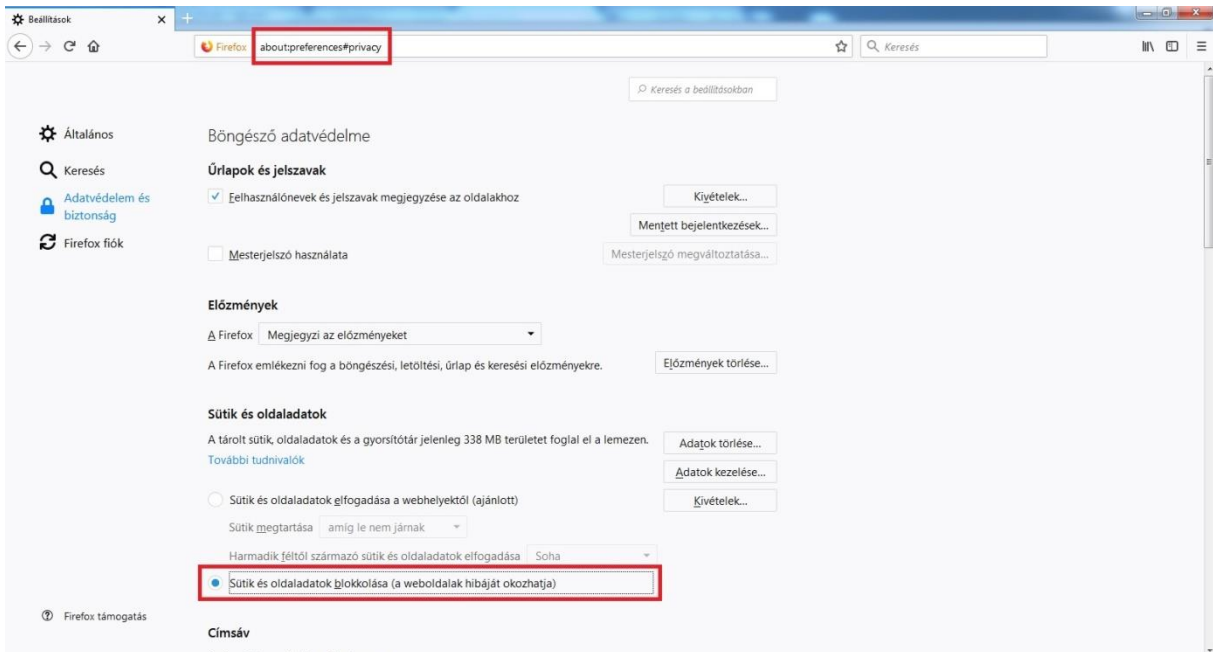 Beállítások
Firefox
about:preferences#privacy
Keresés
Keresés a beállításokban
Általános
Keresés
Adatvédelem és
biztonság
Firefox fiók
Firefox támogatás
Böngésző adatvédelme
Űrlapok és jelszavak
Felhasználónevek és jelszavak megjegyzése az oldalakhoz
Kivételek...
Mentett bejelentkezések...
Mesterjelszó használata
Mesterjelszó megváltoztatása...
Előzmények
A Firefox Megjegyzi az előzményeket
A Firefox emlékezni fog a böngészési, letöltési, űrlap és keresési előzményekre.
Előzmények törlése...
Sütik és oldaladatok
A tárolt sütik, oldaladatok és a gyorsítótár jelenleg 338 MB területet foglal el a lemezen.
További tudnivalók
Adatok törlése...
Adatok kezelése...
Sütik és oldaladatok elfogadása a webhelyektől (ajánlott)
Kivételek...
Sütik megtartása amíg le nem járnak
Harmadik féltől származó sütik és oldaladatok elfogadása Soha
Sütik és oldaladatok blokkolása (a weboldalak hibáját okozhatja)
Címsáv